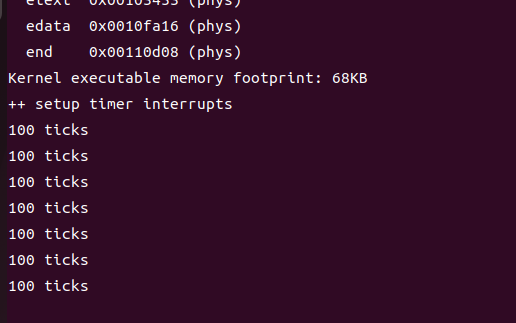 etext  0x00103453 (phys)
edata  0x0010fa16 (phys)
end    0x00110d08 (phys)
Kernel executable memory footprint: 68KB
++ setup timer interrupts
100 ticks
100 ticks
100 ticks
100 ticks
100 ticks
100 ticks
100 ticks